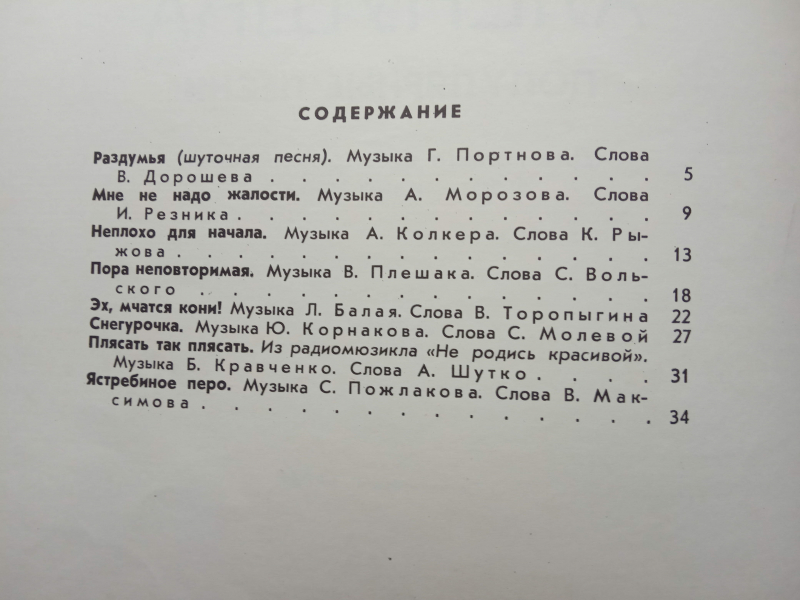 СОДЕРЖАНИЕ
Раздумья (шуточная песня). Музыка Г. Портнова. Слова
В. Дорошева . . . . . . . . . . . . . 5
Мне не надо жалости. Музыка А. Морозова. Слова
И. Резника . . . . . . . . . . . . . . 9
Неплохо для начала. Музыка А. Колкера. Слова К. Ры-
жова . . . . . . . . . . . . . . . 13
Пора неповторимая. Музыка В. Плешака. Слова С. Воль-
ского . . . . . . . . . . . . . . 18
Эх, мчатся кони! Музыка Л. Балая. Слова В. Торопыгина 22
Снегурочка. Музыка Ю. Корнакова. Слова С. Молевой 27
Плясать так плясать. Из радиомюзикла «Не родись красивой».
Музыка Б. Кравченко. Слова А. Шутко . . . . 31
Ястребиное перо. Музыка С. Пожлакова. Слова В. Мак-
симова . . . . . . . . . . . . . . 34